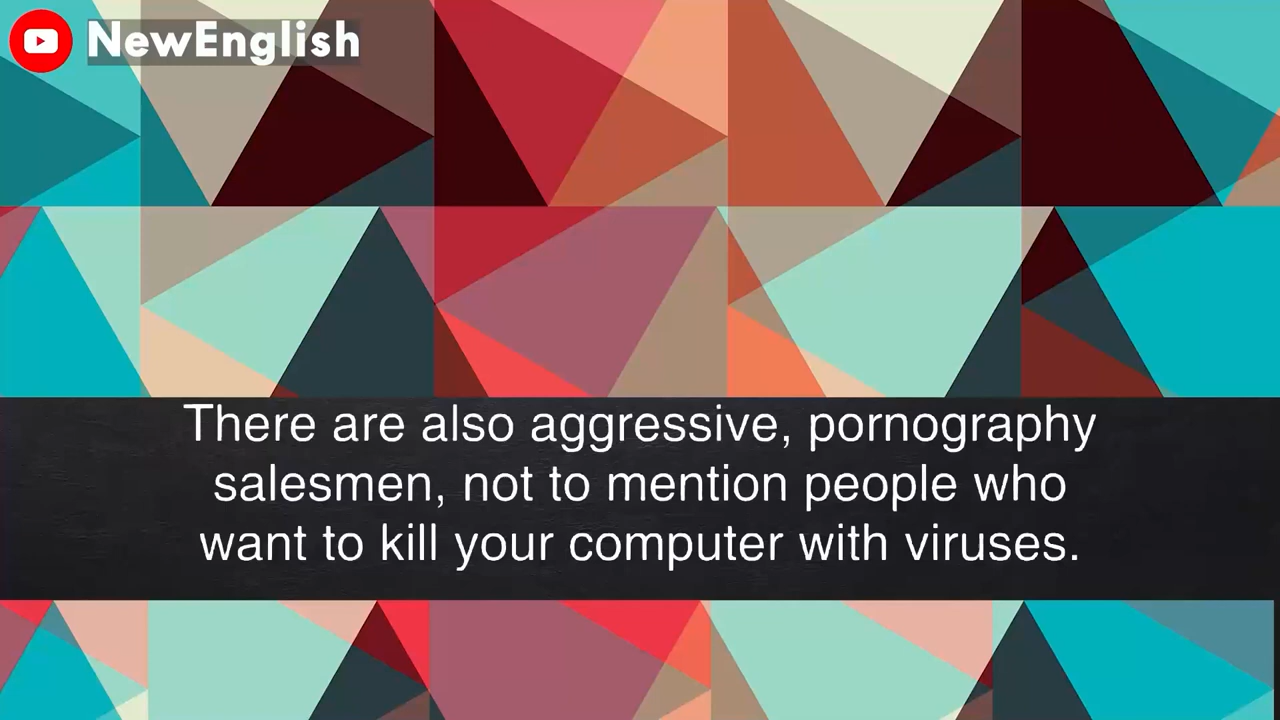 NewEnglish
There are also aggressive, pornography
salesmen, not to mention people who
want to kill your computer with viruses.